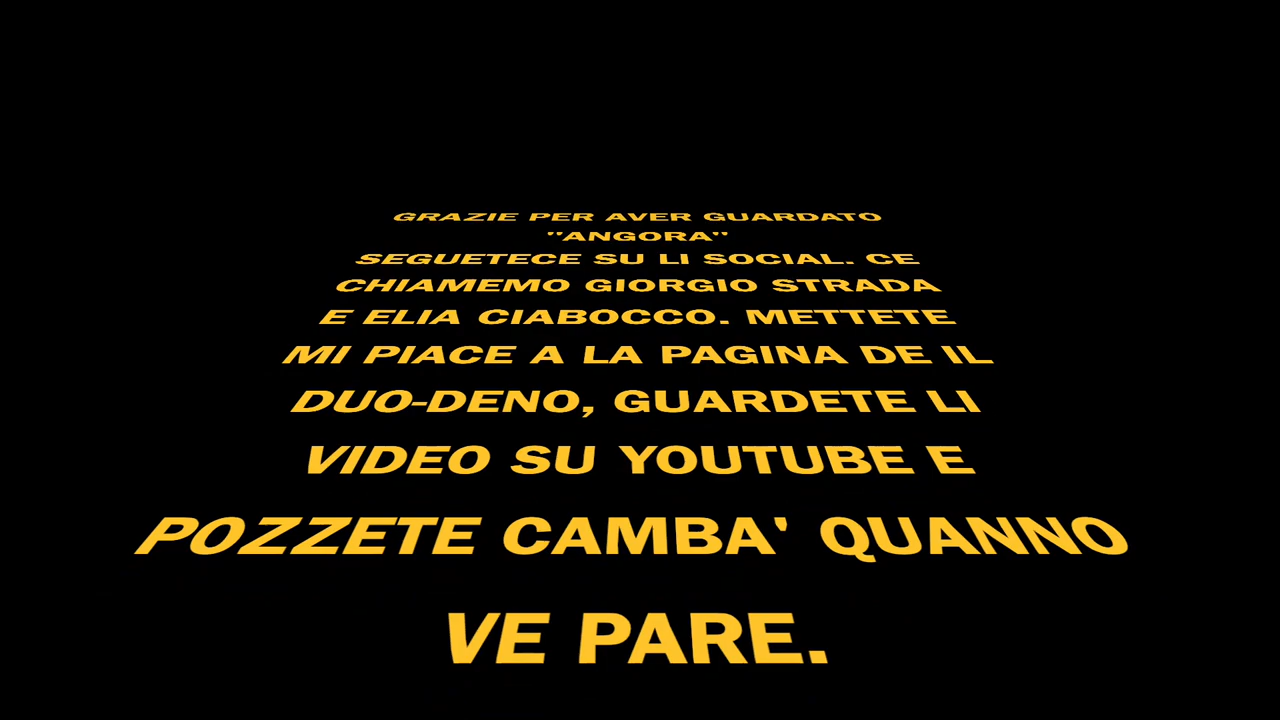 GRAZIE PER AVER GUARDATO
"ANGORA"
SEGUETECE SU LI SOCIAL. CE
CHIAMEMO GIORGIO STRADA
E ELIA CIABOCCO. METTETE
MI PIACE A LA PAGINA DE IL
DUO-DENO, GUARDETE LI
VIDEO SU YOUTUBE E
POZZETE CAMBA' QUANNO
VE PARE.